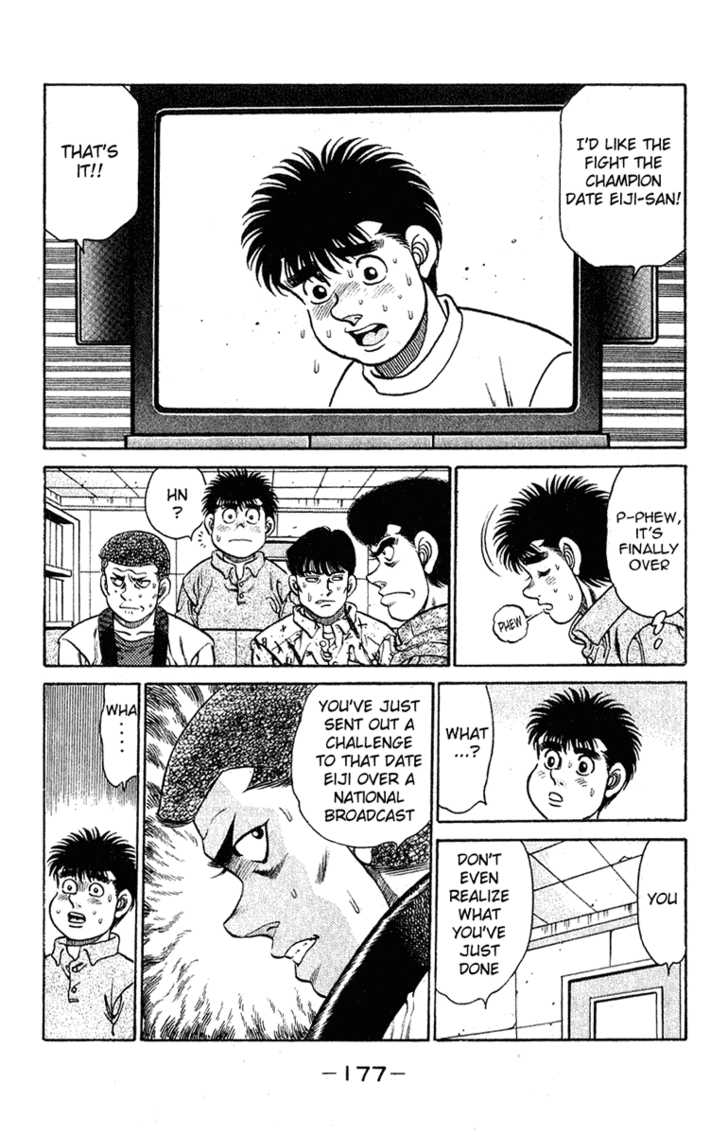 I'D LIKE THE
FIGHT THE
CHAMPION
DATE EIJI-SAN!
THAT'S
IT!!
P-PHEW,
IT'S
FINALLY
OVER
PHEW
HN
?
WHAT
...?
YOU
DON'T
EVEN
REALIZE
WHAT
YOU'VE
JUST
DONE
YOU'VE JUST
SENT OUT A
CHALLENGE
TO THAT DATE
EIJI OVER A
NATIONAL
BROADCAST
WHA
....
-177-